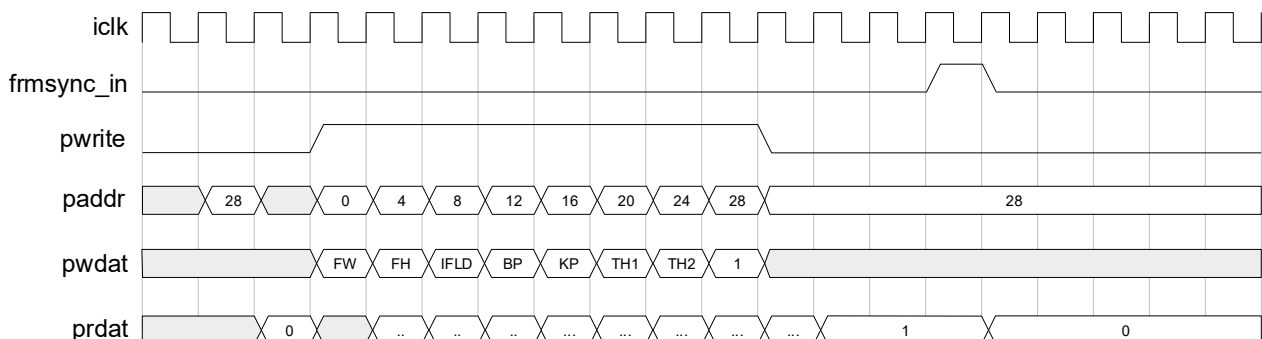 iclk
frmsync_in
pwrite
paddr 28 0 4 8 12 16 20 24 28 28
pwdat FW FH IFLD BP KP TH1 TH2 1
prdat 0 .. .. .. ... ... ... ... ... 1 0